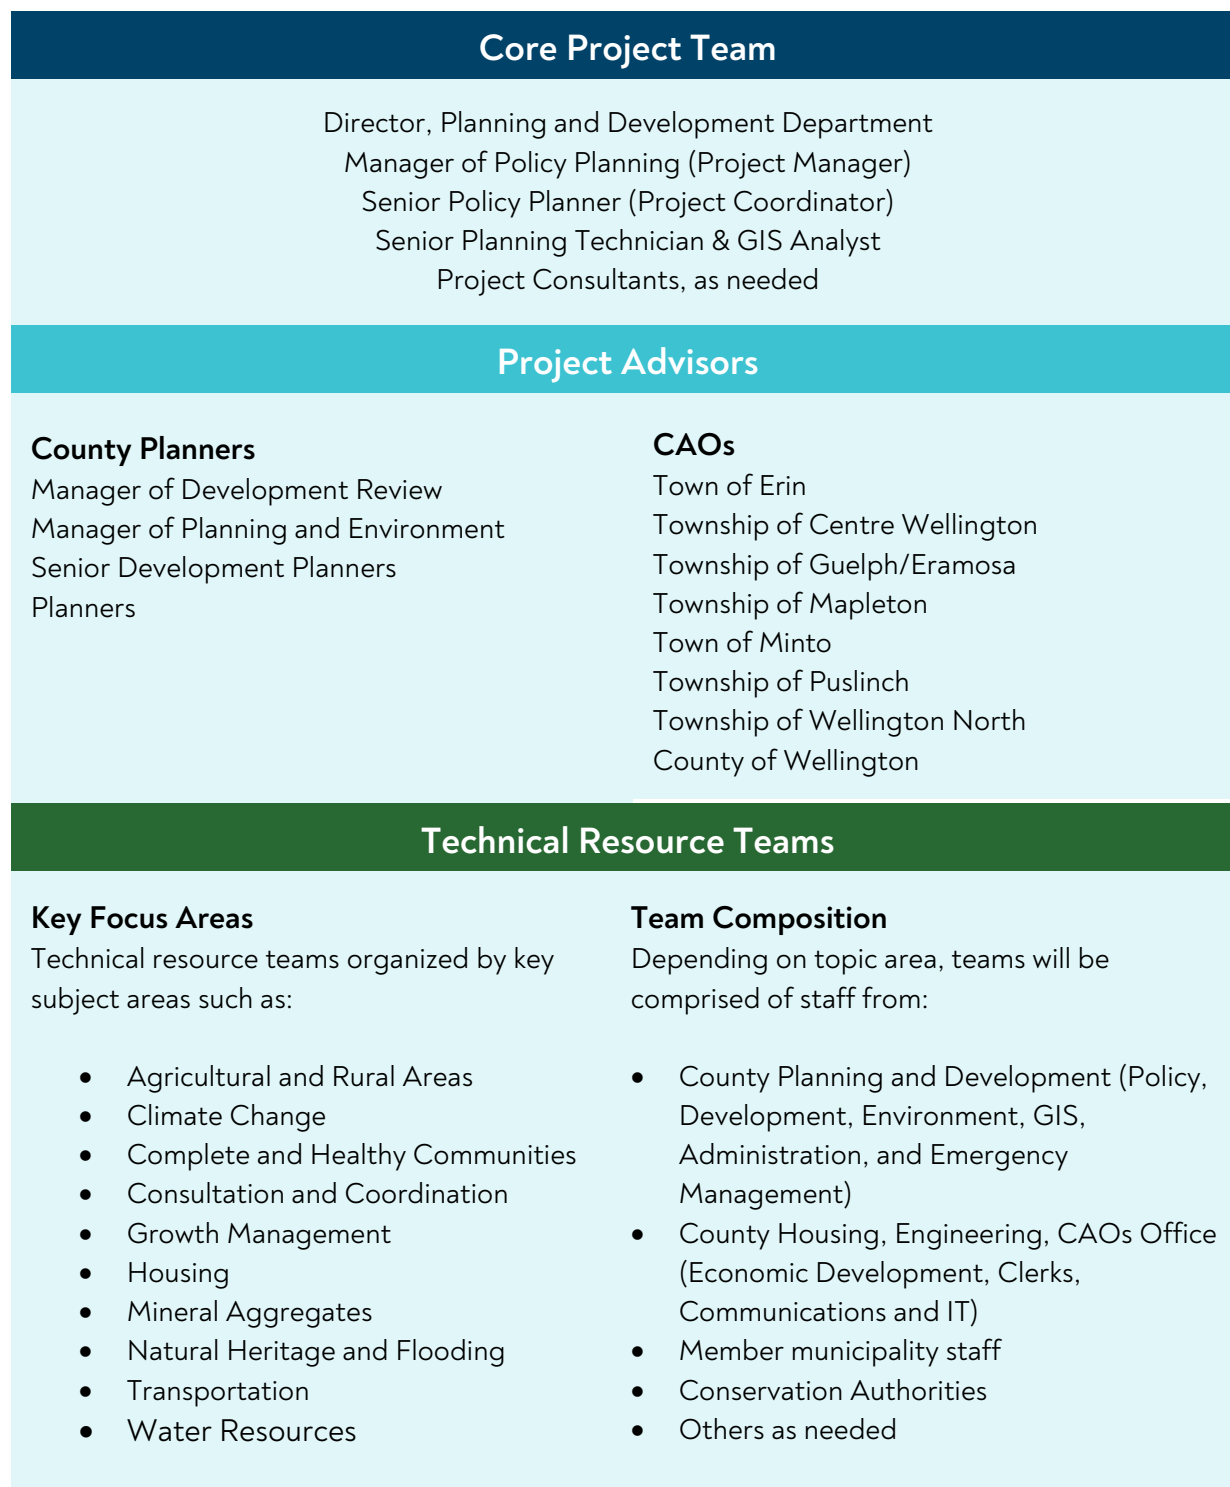 Core Project Team
Director, Planning and Development Department
Manager of Policy Planning (Project Manager)
Senior Policy Planner (Project Coordinator)
Senior Planning Technician & GIS Analyst
Project Consultants, as needed
Project Advisors
County Planners
Manager of Development Review
Manager of Planning and Environment
Senior Development Planners
Planners
CAOs
Town of Erin
Township of Centre Wellington
Township of Guelph/Eramosa
Township of Mapleton
Town of Minto
Township of Puslinch
Township of Wellington North
County of Wellington
Technical Resource Teams
Key Focus Areas
Technical resource teams organized by key
subject areas such as:
• Agricultural and Rural Areas
• Climate Change
• Complete and Healthy Communities
• Consultation and Coordination
• Growth Management
• Housing
• Mineral Aggregates
• Natural Heritage and Flooding
• Transportation
• Water Resources
Team Composition
Depending on topic area, teams will be
comprised of staff from:
• County Planning and Development (Policy,
Development, Environment, GIS,
Administration, and Emergency
Management)
• County Housing, Engineering, CAOs Office
(Economic Development, Clerks,
Communications and IT)
• Member municipality staff
• Conservation Authorities
• Others as needed